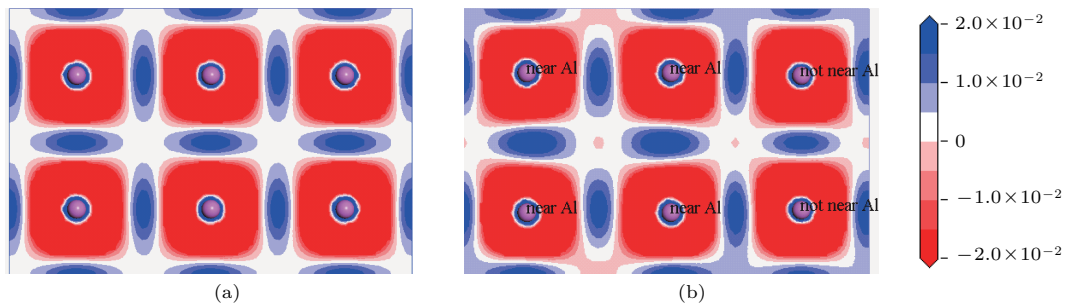 near Al
near Al
not near Al
near Al
near Al
not near Al
2.0×10⁻²
1.0×10⁻²
0
−1.0×10⁻²
−2.0×10⁻²
(a)
(b)